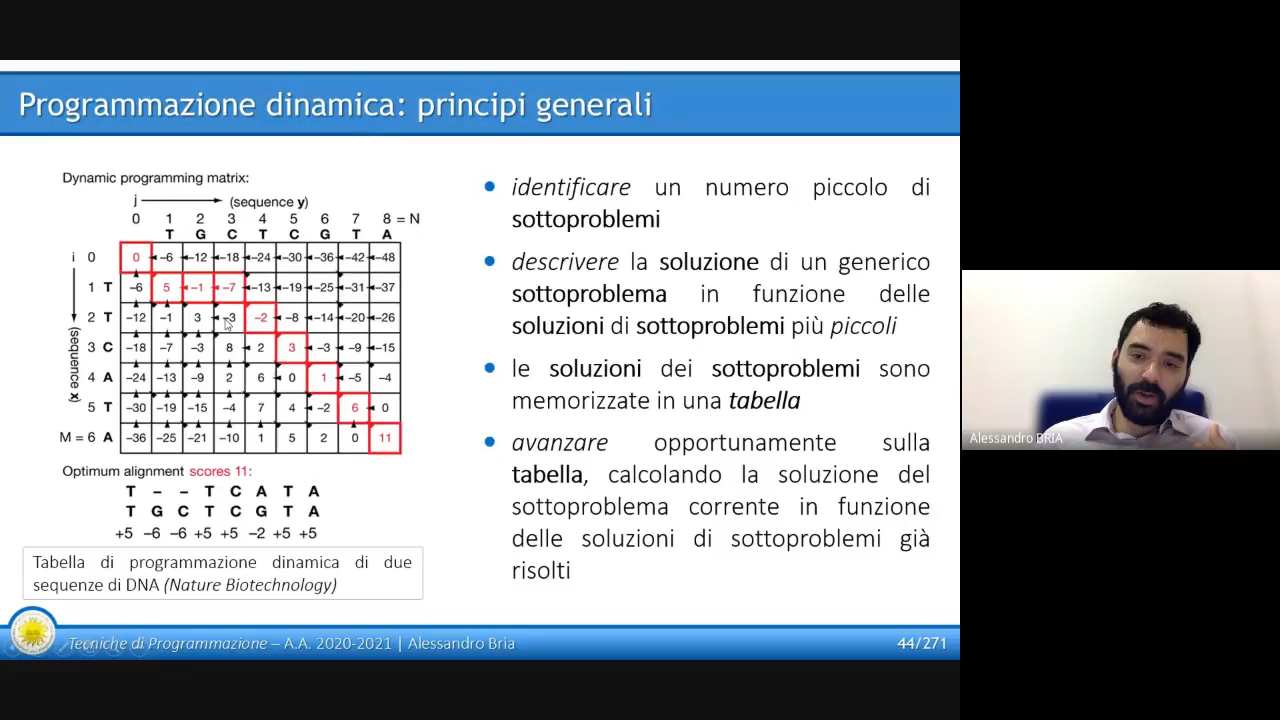 Programmazione dinamica: principi generali
Dynamic programming matrix:
j (sequence y)
0 1 2 3 4 5 6 7 8 = N
T G C T C G T A
i 0 0 −6 −12 −18 −24 −30 −36 −42 −48
1 T −6 5 −1 −7 −13 −19 −25 −31 −37
2 T −12 −1 3 −3 −2 −8 −14 −20 −26
3 C −18 −7 −3 8 2 3 −3 −9 −15
4 A −24 −13 −9 2 6 0 1 −5 −4
5 T −30 −19 −15 −4 7 4 −2 6 0
M = 6 A −36 −25 −21 −10 1 5 2 0 11
(sequence x)
Optimum alignment scores 11:
T – – T C A T A
T G C T C G T A
+5 −6 −6 +5 +5 −2 +5 +5
Tabella di programmazione dinamica di due
sequenze di DNA (Nature Biotechnology)
• identificare un numero piccolo di
sottoproblemi
• descrivere la soluzione di un generico
sottoproblema in funzione delle
soluzioni di sottoproblemi più piccoli
• le soluzioni dei sottoproblemi sono
memorizzate in una tabella
• avanzare opportunamente sulla
tabella, calcolando la soluzione del
sottoproblema corrente in funzione
delle soluzioni di sottoproblemi già
risolti
Tecniche di Programmazione – A.A. 2020-2021 | Alessandro Bria
44/271
Alessandro BRIA